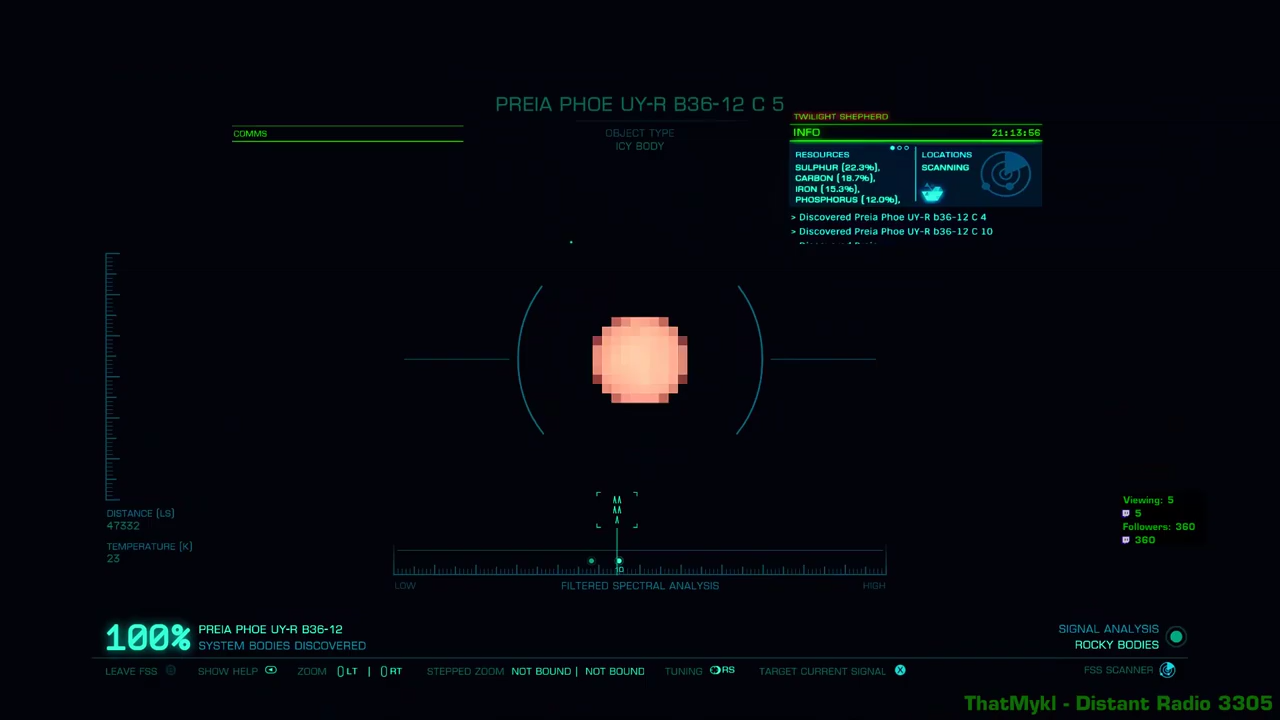 PREIA PHOE UY-R B36-12 C 5
OBJECT TYPE
ICY BODY
COMMS
TWILIGHT SHEPHERD
INFO 21:13:56
RESOURCES
SULPHUR (22.3%),
CARBON (18.7%),
IRON (15.3%),
PHOSPHORUS (12.0%),
LOCATIONS
SCANNING
> Discovered Preia Phoe UY-R b36-12 C 4
> Discovered Preia Phoe UY-R b36-12 C 10
DISTANCE (LS)
47332
TEMPERATURE (K)
23
Viewing: 5
5
Followers: 360
360
LOW FILTERED SPECTRAL ANALYSIS HIGH
100% PREIA PHOE UY-R B36-12
SYSTEM BODIES DISCOVERED
SIGNAL ANALYSIS
ROCKY BODIES
LEAVE FSS SHOW HELP ZOOM LT | RT STEPPED ZOOM NOT BOUND | NOT BOUND TUNING RS TARGET CURRENT SIGNAL X FSS SCANNER
ThatMykl - Distant Radio 3305